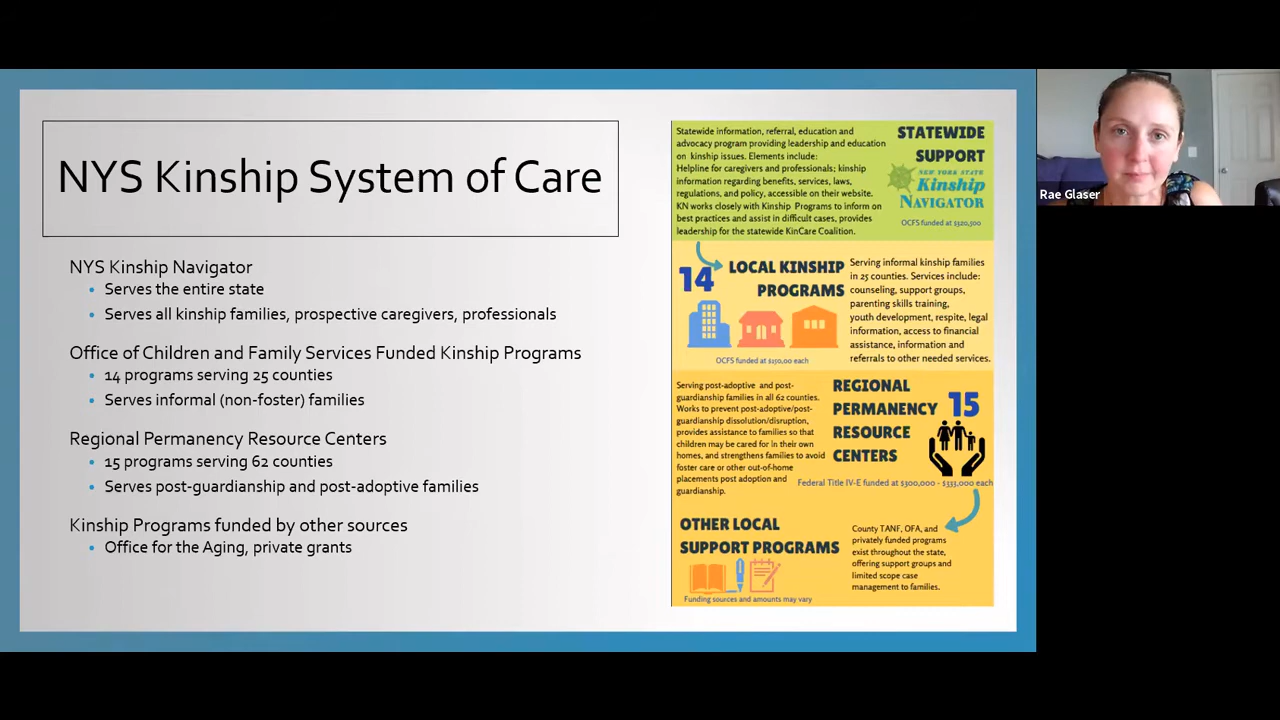 NYS Kinship System of Care
NYS Kinship Navigator
Serves the entire state
Serves all kinship families, prospective caregivers, professionals
Office of Children and Family Services Funded Kinship Programs
14 programs serving 25 counties
Serves informal (non-foster) families
Regional Permanency Resource Centers
15 programs serving 62 counties
Serves post-guardianship and post-adoptive families
Kinship Programs funded by other sources
Office for the Aging, private grants
Statewide information, referral, education and
advocacy program providing leadership and education
on kinship issues. Elements include:
Helpline for caregivers and professionals; kinship
information regarding benefits, services, laws,
regulations, and policy, accessible on their website.
KN works closely with Kinship Programs to inform on
best practices and assist in difficult cases, provides
leadership for the statewide KinCare Coalition.
STATEWIDE
SUPPORT
NEW YORK STATE
Kinship
NAVIGATOR
OCFS funded at $320,500
14
LOCAL KINSHIP
PROGRAMS
OCFS funded at $150,00 each
Serving informal kinship families
in 25 counties. Services include:
counseling, support groups,
parenting skills training,
youth development, respite, legal
information, access to financial
assistance, information and
referrals to other needed services.
Serving post-adoptive and post-
guardianship families in all 62 counties.
Works to prevent post-adoptive/post-
guardianship dissolution/disruption,
provides assistance to families so that
children may be cared for in their own
homes, and strengthens families to avoid
foster care or other out-of-home
placements post adoption and
guardianship.
REGIONAL
PERMANENCY
RESOURCE
CENTERS
15
Federal Title IV-E funded at $300,000 - $333,000 each
OTHER LOCAL
SUPPORT PROGRAMS
Funding sources and amounts may vary
County TANF, OFA, and
privately funded programs
exist throughout the state,
offering support groups and
limited scope case
management to families.
Rae Glaser